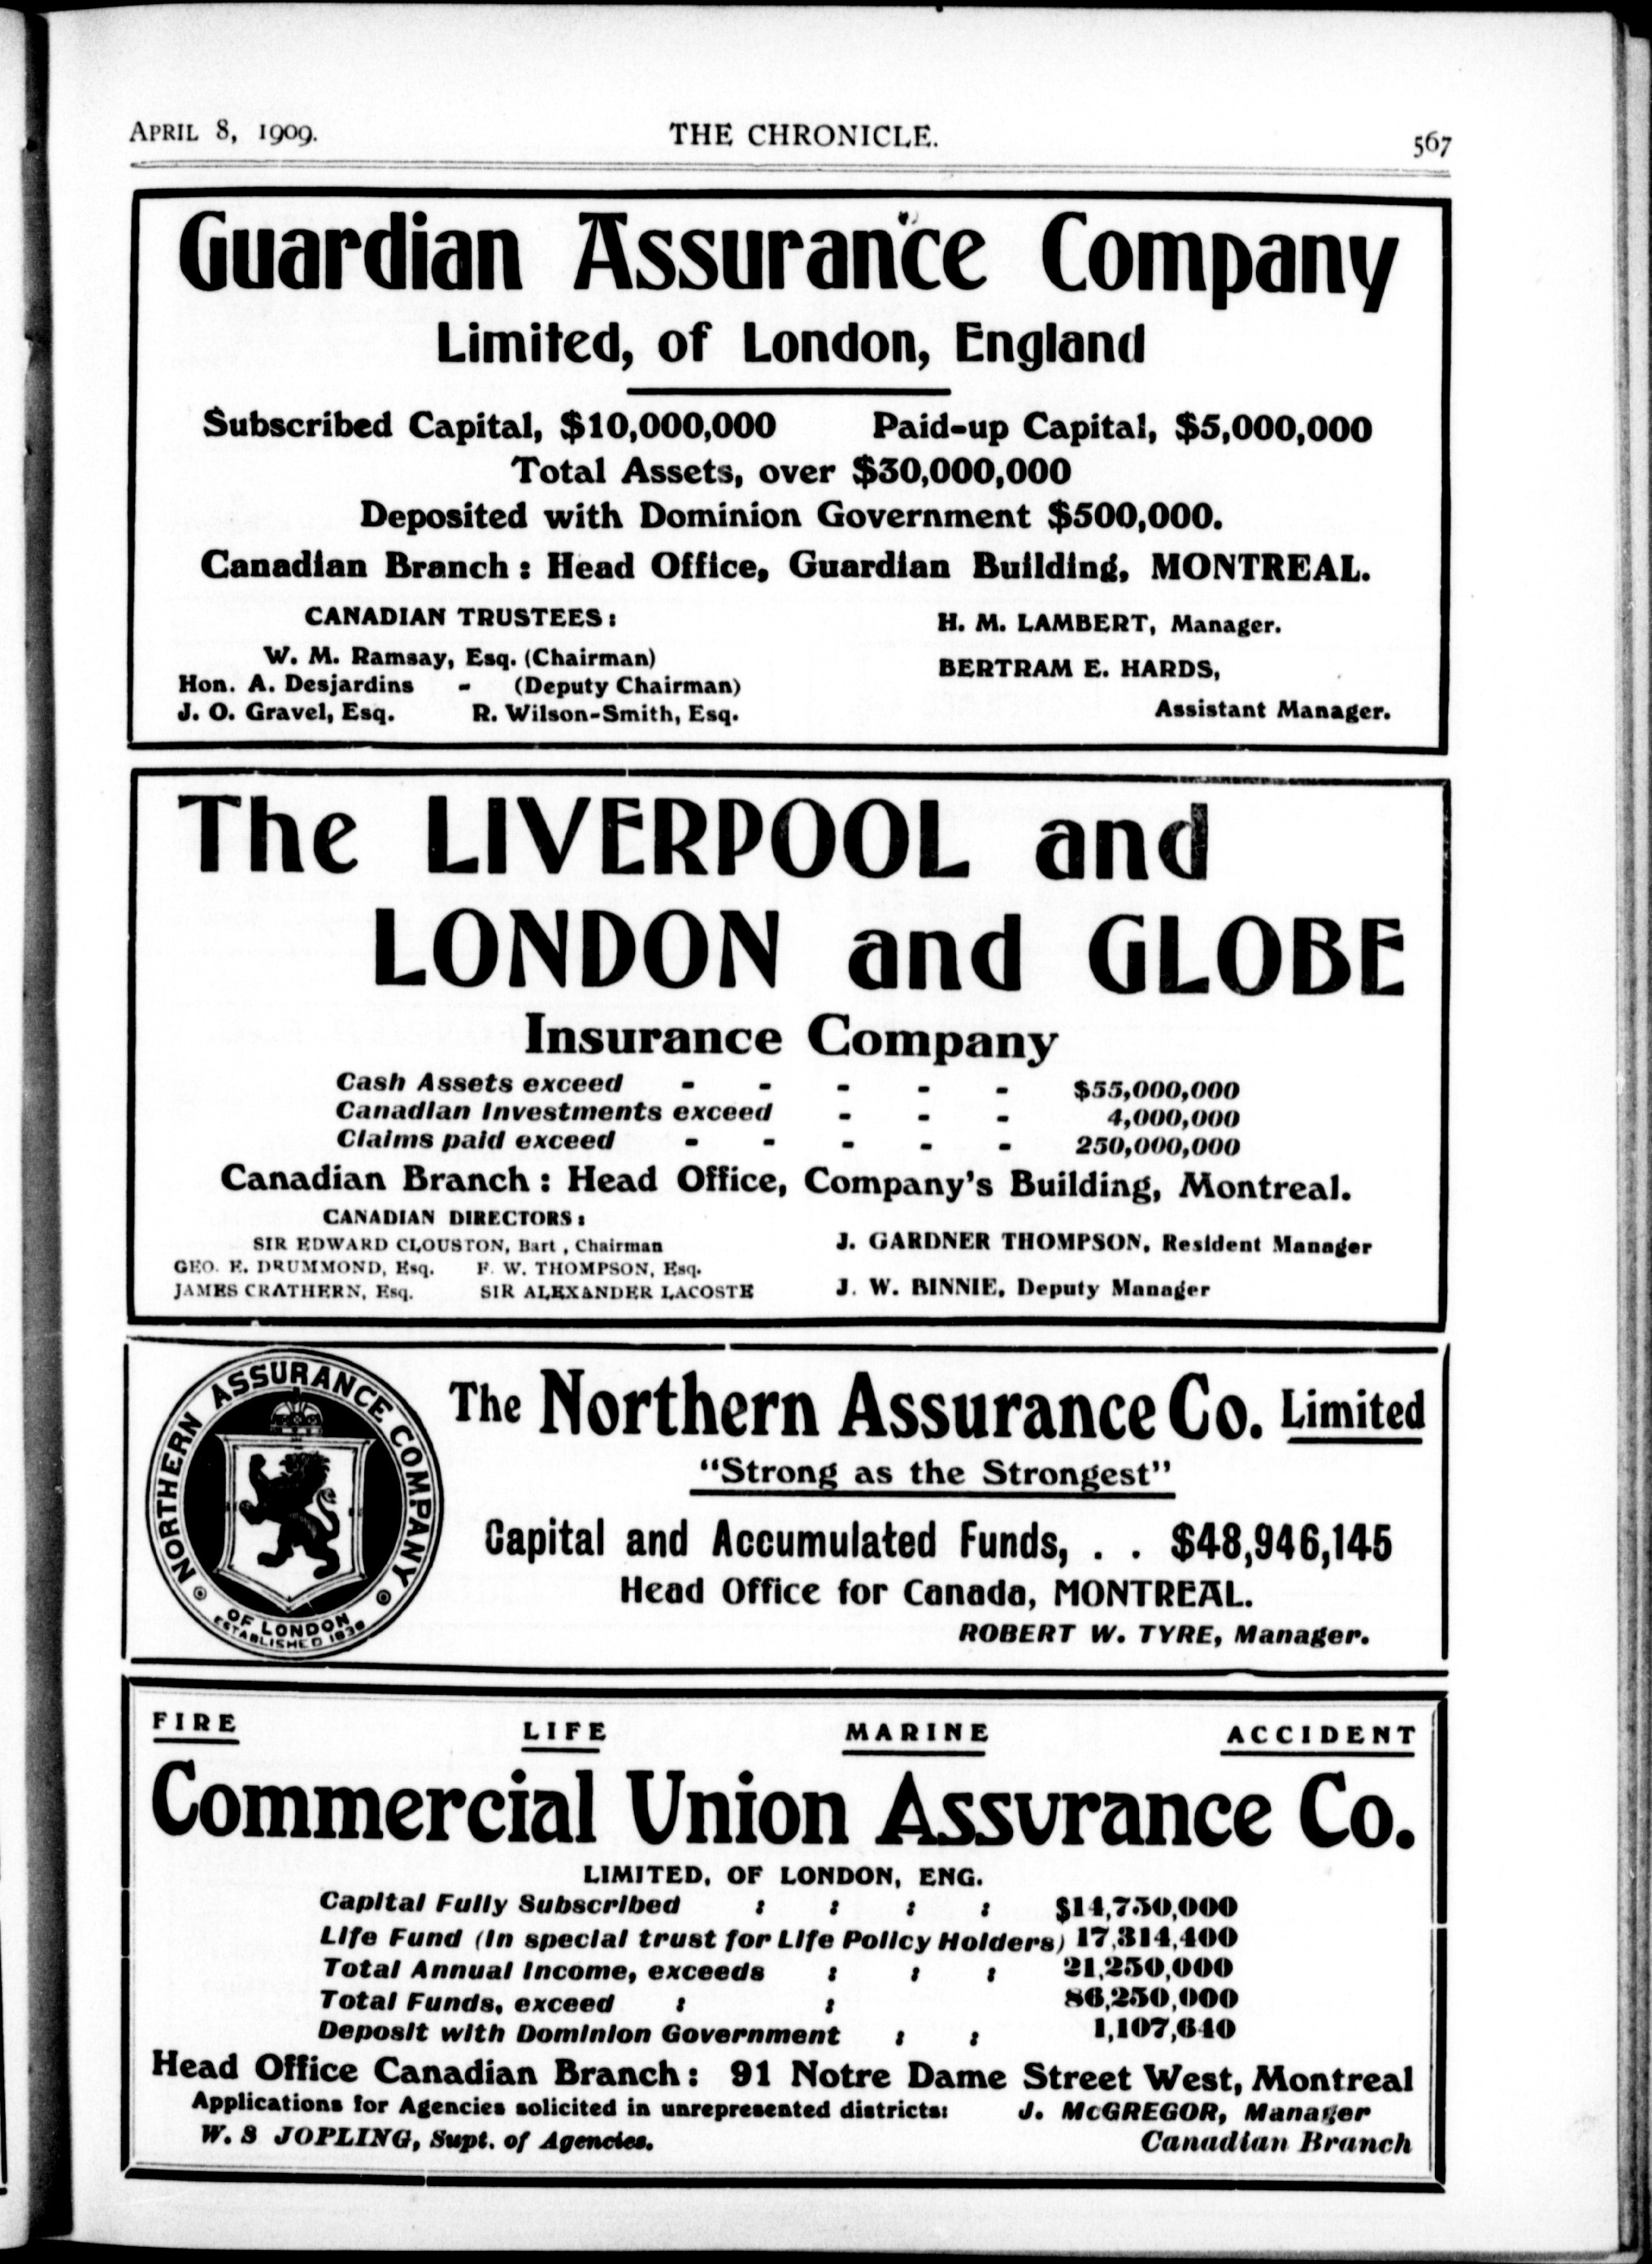 APRIL 8, 1909.
THE CHRONICLE.
567
Guardian Assurance Company
Limited, of London, England
Subscribed Capital, $10,000,000 Paid-up Capital, $5,000,000
Total Assets, over $30,000,000
Deposited with Dominion Government $500,000.
Canadian Branch : Head Office, Guardian Building, MONTREAL.
CANADIAN TRUSTEES :
W. M. Ramsay, Esq. (Chairman)
Hon. A. Desjardins - (Deputy Chairman)
J. O. Gravel, Esq. R. Wilson-Smith, Esq.
H. M. LAMBERT, Manager.
BERTRAM E. HARDS,
Assistant Manager.
The LIVERPOOL and
LONDON and GLOBE
Insurance Company
Cash Assets exceed - - - - - $55,000,000
Canadian Investments exceed - - - 4,000,000
Claims paid exceed - - - - - 250,000,000
Canadian Branch : Head Office, Company's Building, Montreal.
CANADIAN DIRECTORS :
SIR EDWARD CLOUSTON, Bart , Chairman
GEO. E. DRUMMOND, Esq. F. W. THOMPSON, Esq.
JAMES CRATHERN, Esq. SIR ALEXANDER LACOSTE
J. GARDNER THOMPSON, Resident Manager
J. W. BINNIE, Deputy Manager
NORTHERN ASSURANCE COMPANY
OF LONDON
ESTABLISHED 1836
The Northern Assurance Co. Limited
"Strong as the Strongest"
Capital and Accumulated Funds, . . $48,946,145
Head Office for Canada, MONTREAL.
ROBERT W. TYRE, Manager.
FIRE LIFE MARINE ACCIDENT
Commercial Union Assurance Co.
LIMITED, OF LONDON, ENG.
Capital Fully Subscribed : : : : $14,750,000
Life Fund (In special trust for Life Policy Holders) 17,314,400
Total Annual Income, exceeds : : : 21,250,000
Total Funds, exceed : : 86,250,000
Deposit with Dominion Government : : 1,107,640
Head Office Canadian Branch : 91 Notre Dame Street West, Montreal
Applications for Agencies solicited in unrepresented districts:
W. S JOPLING, Supt. of Agencies.
J. McGREGOR, Manager
Canadian Branch